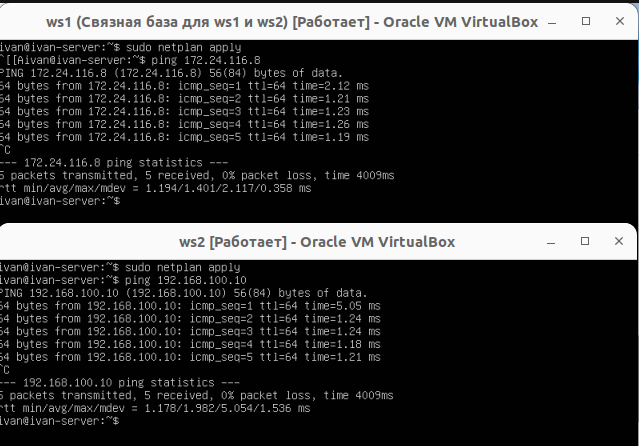 ws1 (Связная база для ws1 и ws2) [Работает] - Oracle VM VirtualBox
ivan@ivan-server:~$ sudo netplan apply
^[[Aivan@ivan-server:~$ ping 172.24.116.8
PING 172.24.116.8 (172.24.116.8) 56(84) bytes of data.
64 bytes from 172.24.116.8: icmp_seq=1 ttl=64 time=2.12 ms
64 bytes from 172.24.116.8: icmp_seq=2 ttl=64 time=1.21 ms
64 bytes from 172.24.116.8: icmp_seq=3 ttl=64 time=1.23 ms
64 bytes from 172.24.116.8: icmp_seq=4 ttl=64 time=1.26 ms
64 bytes from 172.24.116.8: icmp_seq=5 ttl=64 time=1.19 ms
^C
--- 172.24.116.8 ping statistics ---
5 packets transmitted, 5 received, 0% packet loss, time 4009ms
rtt min/avg/max/mdev = 1.194/1.401/2.117/0.358 ms
ivan@ivan-server:~$
ws2 [Работает] - Oracle VM VirtualBox
ivan@ivan-server:~$ sudo netplan apply
ivan@ivan-server:~$ ping 192.168.100.10
PING 192.168.100.10 (192.168.100.10) 56(84) bytes of data.
64 bytes from 192.168.100.10: icmp_seq=1 ttl=64 time=5.05 ms
64 bytes from 192.168.100.10: icmp_seq=2 ttl=64 time=1.24 ms
64 bytes from 192.168.100.10: icmp_seq=3 ttl=64 time=1.24 ms
64 bytes from 192.168.100.10: icmp_seq=4 ttl=64 time=1.18 ms
64 bytes from 192.168.100.10: icmp_seq=5 ttl=64 time=1.21 ms
^C
--- 192.168.100.10 ping statistics ---
5 packets transmitted, 5 received, 0% packet loss, time 4009ms
rtt min/avg/max/mdev = 1.178/1.982/5.054/1.536 ms
ivan@ivan-server:~$